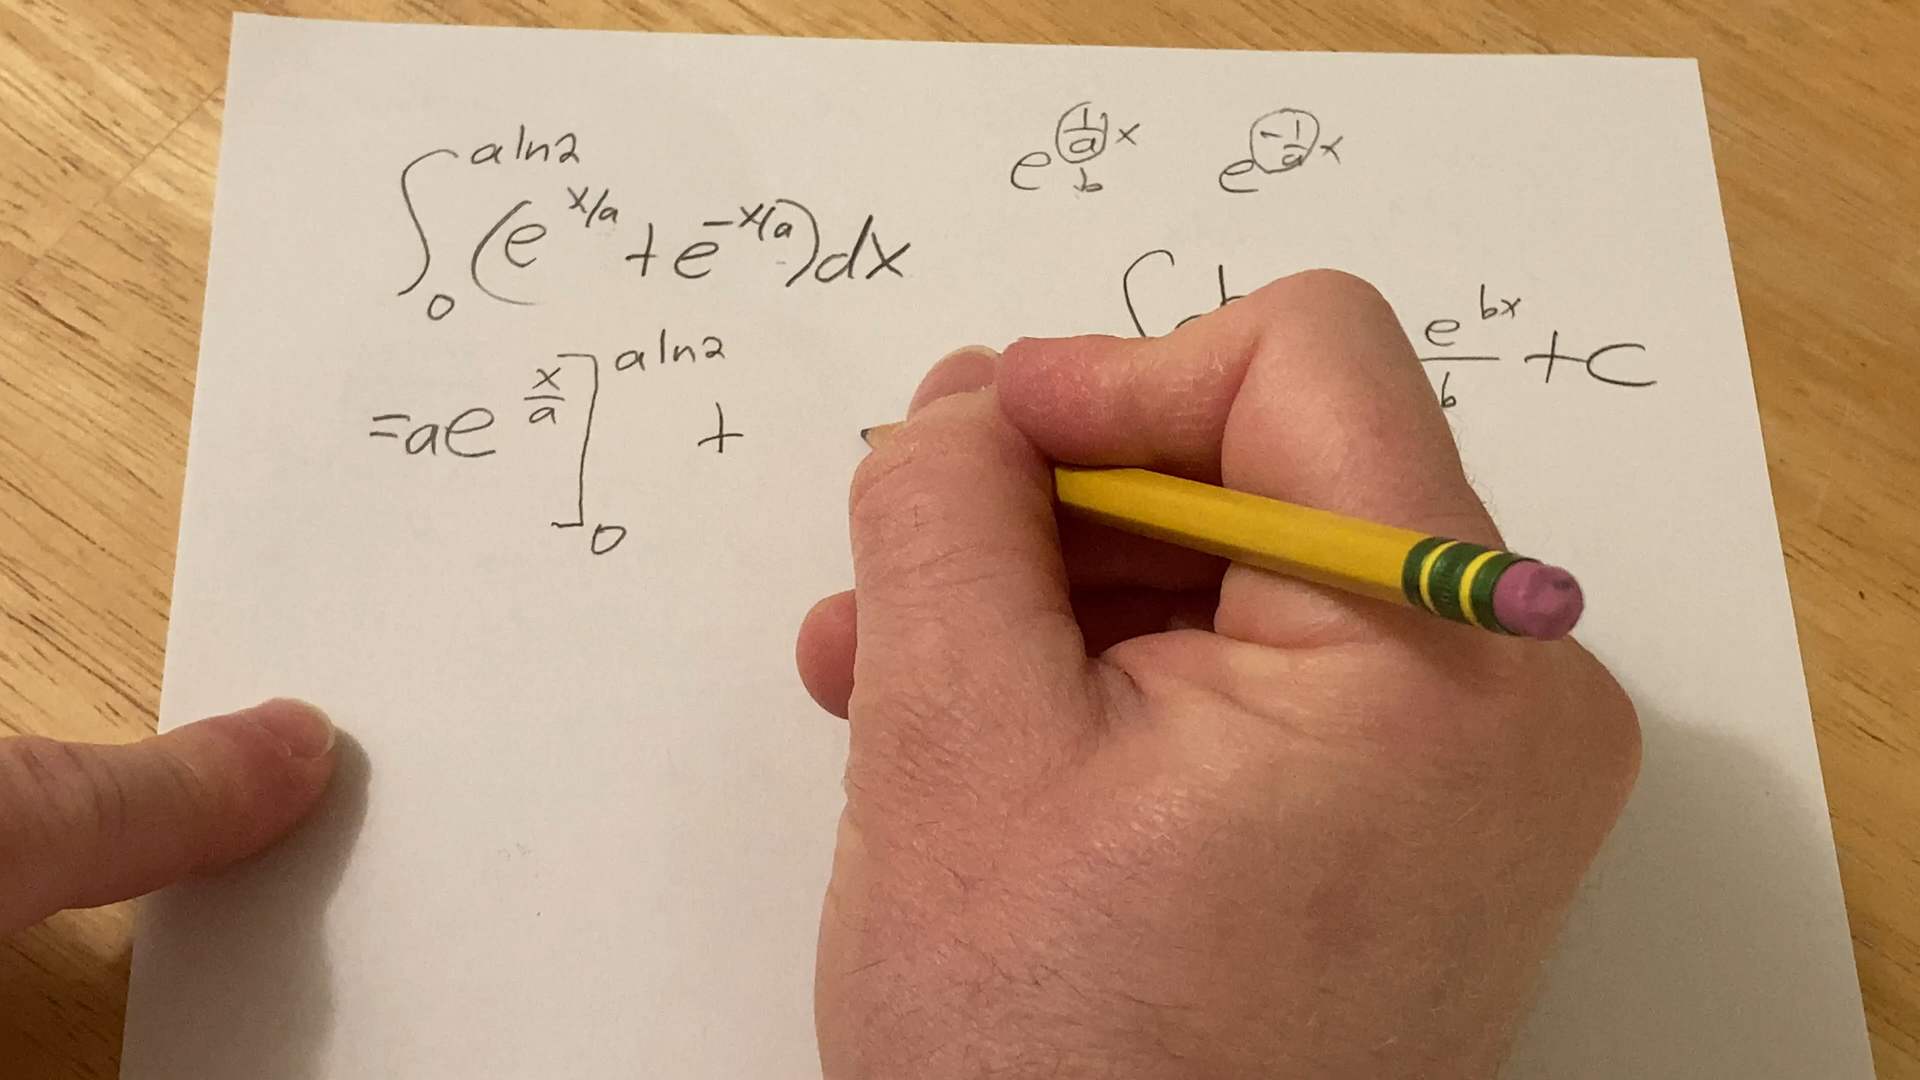 ∫₀^(a ln2) (e^(x/a) + e^(-x/a)) dx
= ae^(x/a)]₀^(a ln2) +
e^((1/a)x) e^((-1/a)x)
b
∫ e^(bx)/b + C